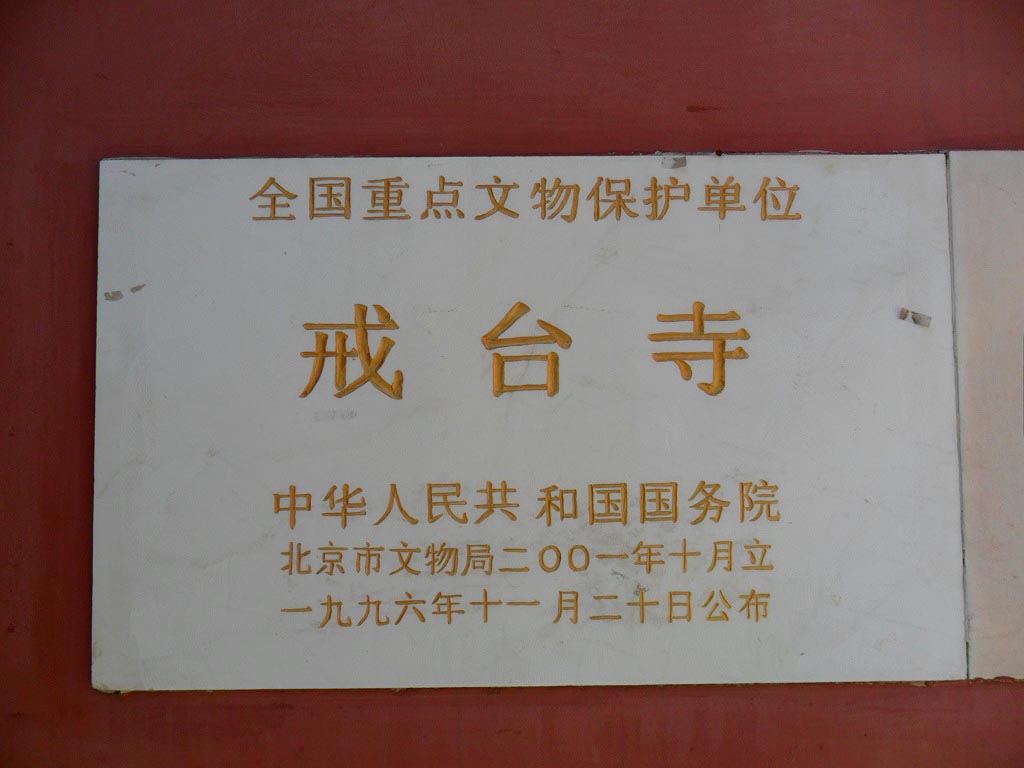 全国重点文物保护单位
戒台寺
中华人民共和国国务院
北京市文物局二〇〇一年十月立
一九九六年十一月二十日公布